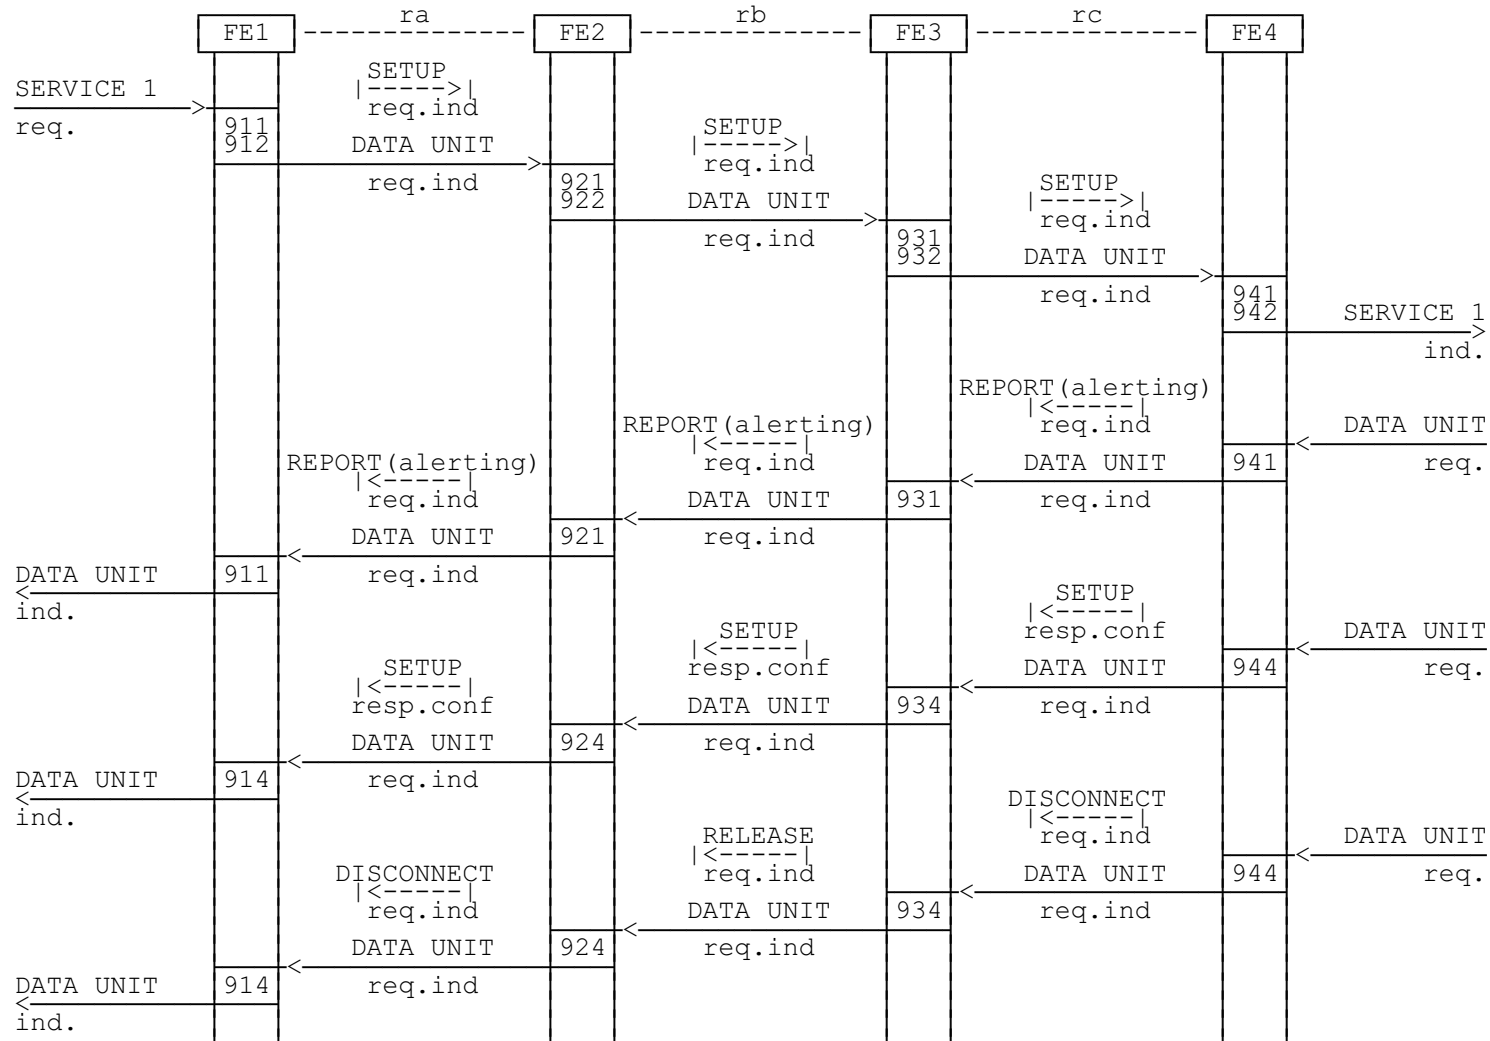 ra rb rc
FE1 FE2 FE3 FE4
SETUP
SERVICE 1
req.ind
req. 911
SETUP
912 DATA UNIT
req.ind
req.ind 921
SETUP
922 DATA UNIT
req.ind
req.ind 931
932 DATA UNIT
req.ind 941
942 SERVICE 1
ind.
REPORT(alerting)
req.ind DATA UNIT
REPORT(alerting)
req.ind DATA UNIT 941 req.
REPORT(alerting)
req.ind DATA UNIT 931 req.ind
DATA UNIT 921 req.ind
DATA UNIT 911 req.ind
SETUP
ind.
SETUP resp.conf DATA UNIT
SETUP resp.conf DATA UNIT 944 req.
resp.conf DATA UNIT 934 req.ind
DATA UNIT 924 req.ind
DATA UNIT 914 req.ind
DISCONNECT
ind.
RELEASE req.ind DATA UNIT
DISCONNECT req.ind DATA UNIT 944 req.
req.ind DATA UNIT 934 req.ind
DATA UNIT 924 req.ind
DATA UNIT 914 req.ind
ind.